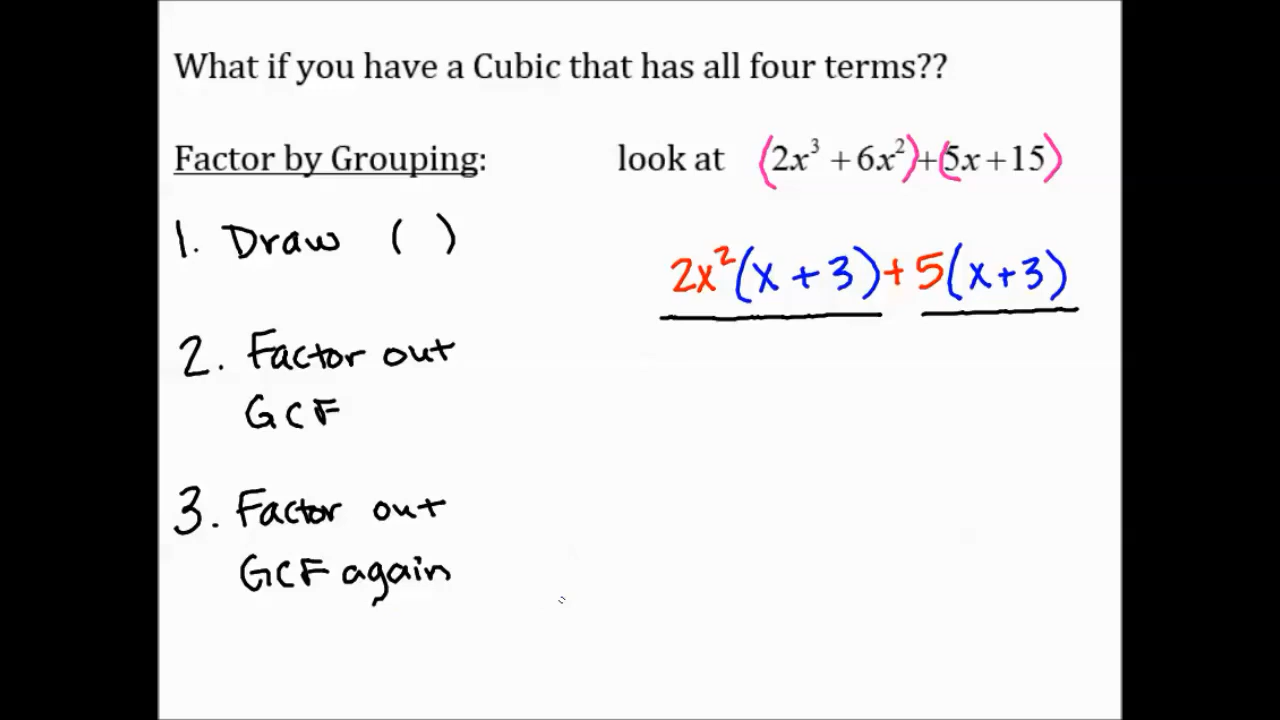 What if you have a Cubic that has all four terms??
Factor by Grouping: look at (2x³ + 6x²) + (5x + 15)
1. Draw ( )
2x²(x + 3) + 5(x + 3)
2. Factor out
GCF
3. Factor out
GCF again